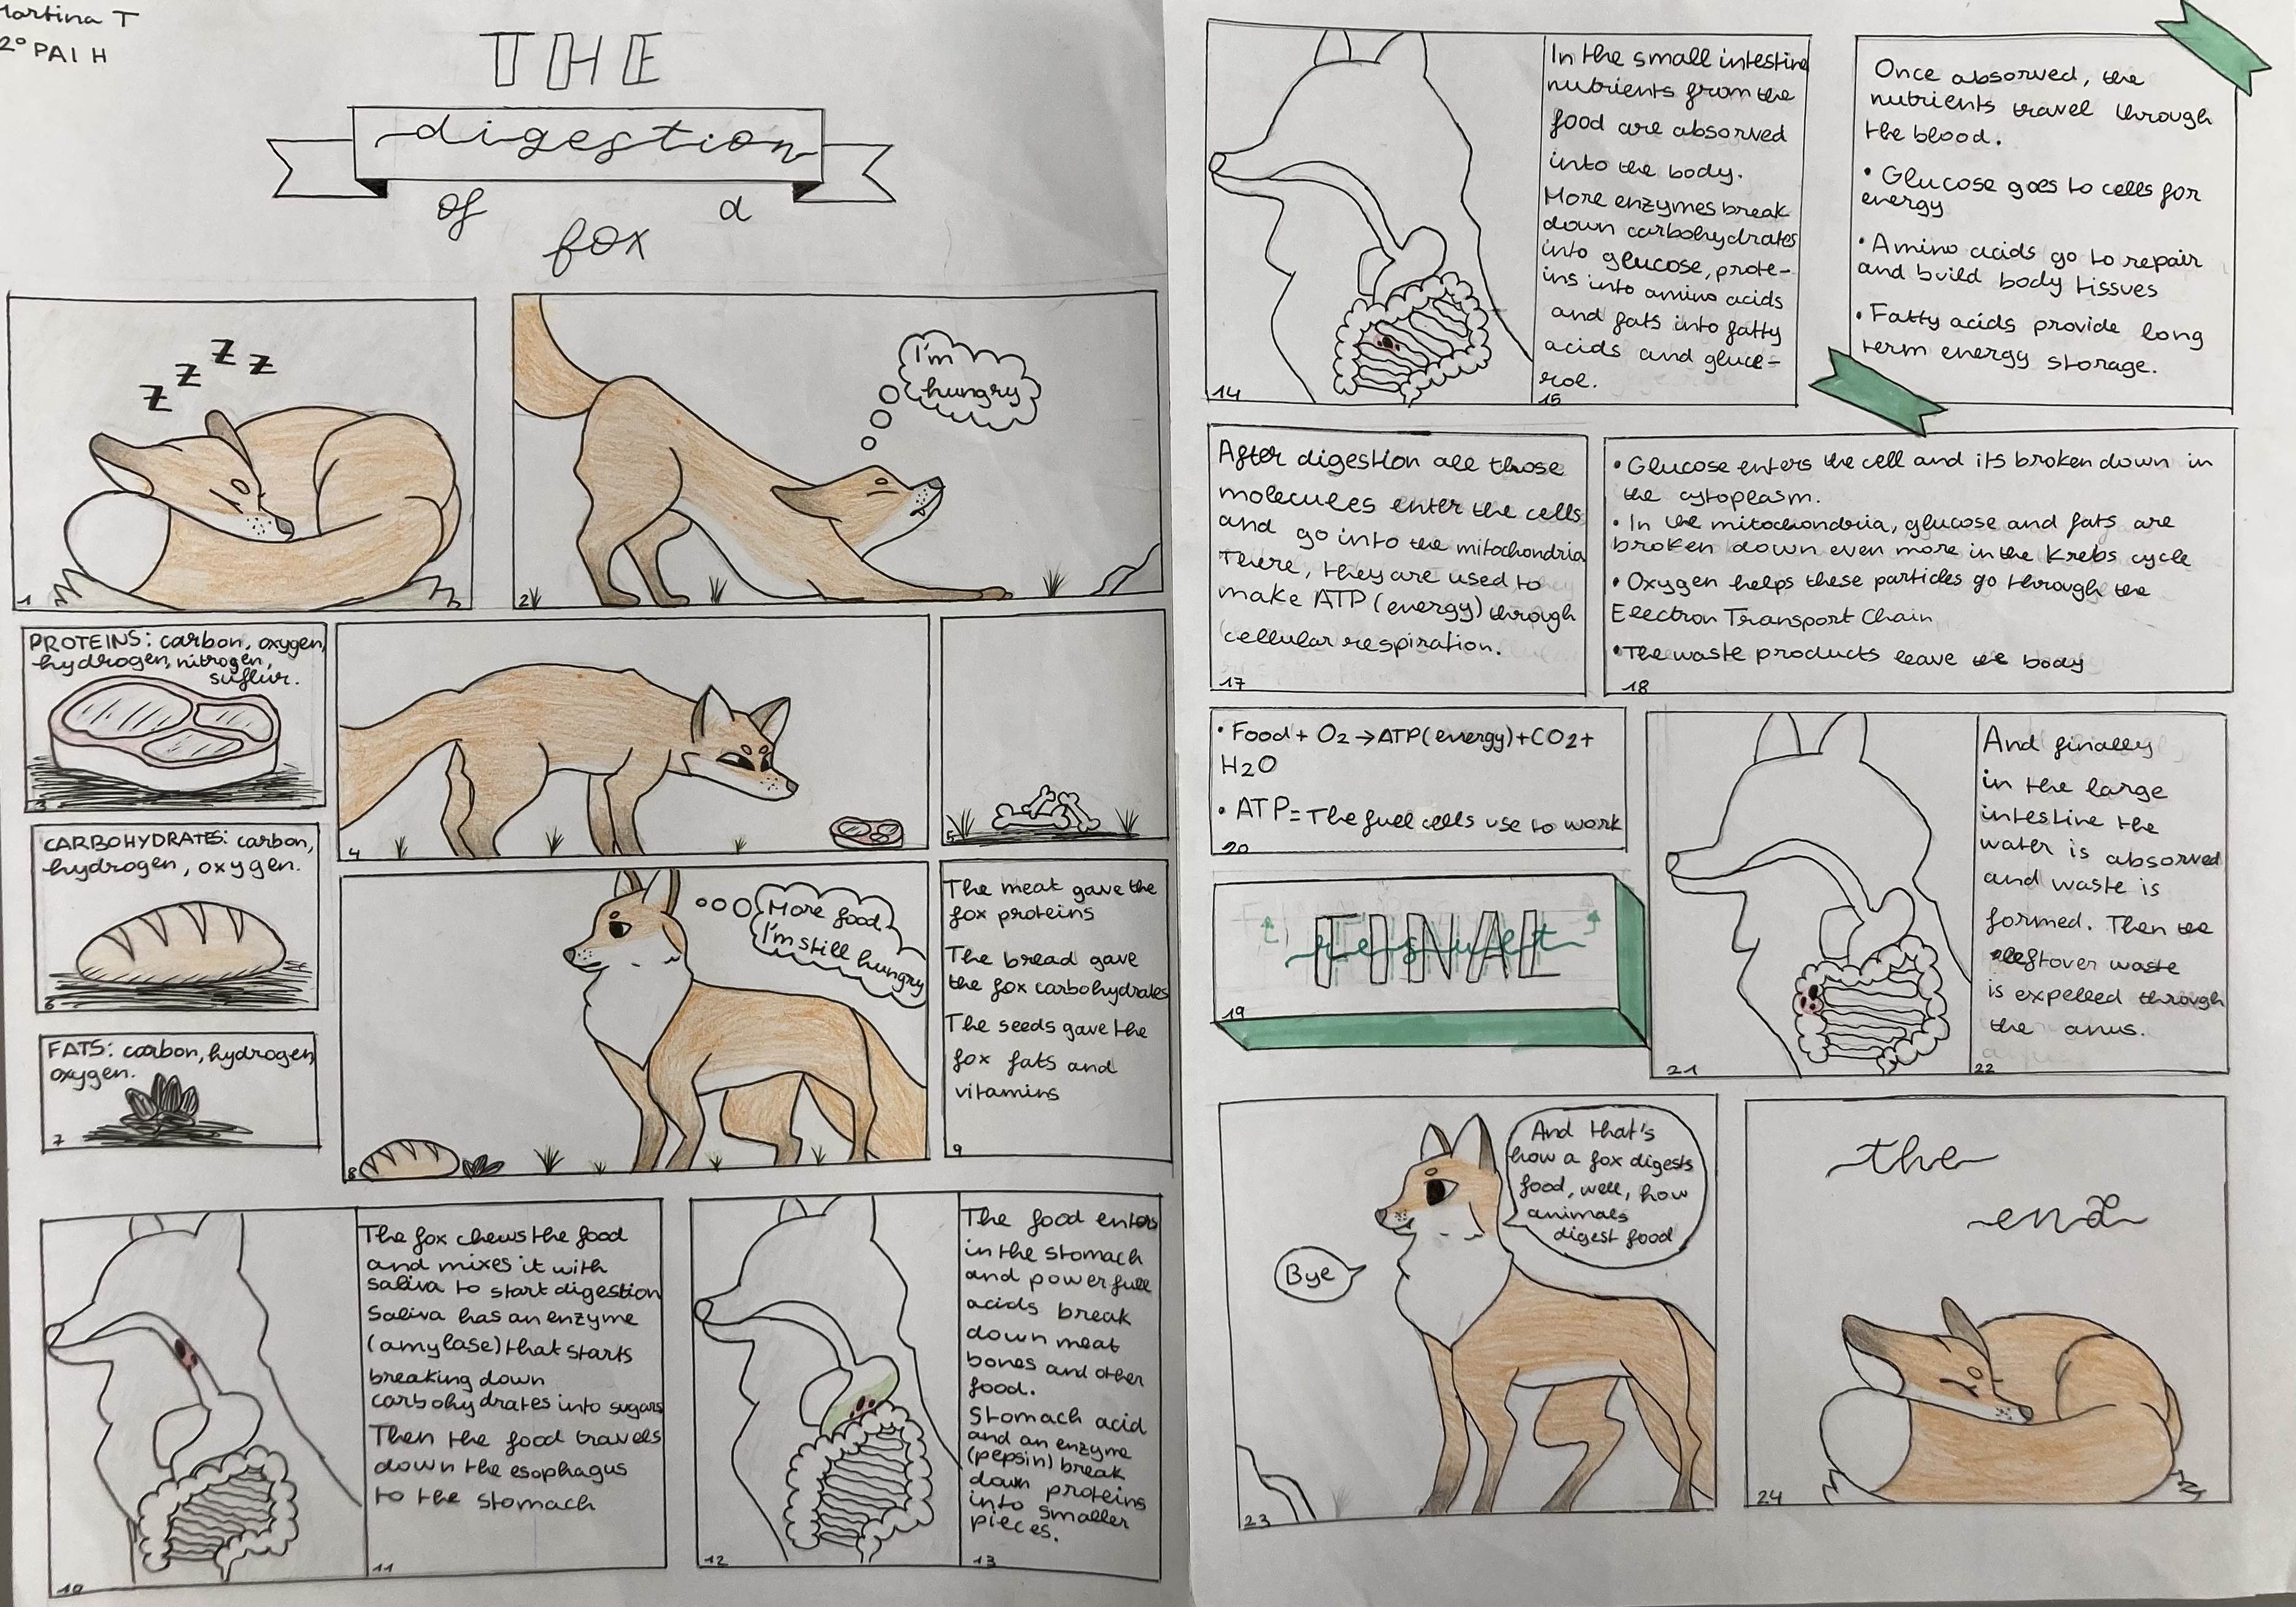 Martina T
2º PAI H
THE
digestion
of a
fox
Z Z Z Z
1
I'm
hungry
2
PROTEINS: carbon, oxygen,
hydrogen, nitrogen,
suflur.
3
4
5
CARBOHYDRATES: carbon,
hydrogen, oxygen.
6
FATS: carbon, hydrogen,
oxygen.
7
More food.
I'm still hungry
8
The meat gave the
fox proteins
The bread gave
the fox carbohydrates
The seeds gave the
fox fats and
vitamins
9
10
The fox chews the food
and mixes it with
saliva to start digestion
Saliva has an enzyme
(amylase) that starts
breaking down
carbohydrates into sugars
Then the food travels
down the esophagus
to the stomach
11
12
The food enters
in the stomach
and powerfull
acids break
down meat
bones and other
food.
Stomach acid
and an enzyme
(pepsin) break
down proteins
into smaller
pieces.
13
14
In the small intestine
nutrients from the
food are absorved
into the body.
More enzymes break
down carbohydrates
into glucose, prote-
ins into amino acids
and fats into fatty
acids and gluce-
rol.
15
Once absorved, the
nutrients travel through
the blood.
• Glucose goes to cells for
energy
• Amino acids go to repair
and build body tissues
• Fatty acids provide long
term energy storage.
After digestion all those
molecules enter the cells
and go into the mitochondria
There, they are used to
make ATP (energy) through
cellular respiration.
17
• Glucose enters the cell and its broken down in
the cytoplasm.
• In the mitochondria, glucose and fats are
broken down even more in the Krebs cycle
• Oxygen helps these particles go through the
Electron Transport Chain
• The waste products leave the body
18
• Food + O2 → ATP (energy) + CO2 +
H2O
• ATP = The fuel cells use to work
20
FINAL
result
19
21
And finally
in the large
intestine the
water is absorved
and waste is
formed. Then the
leftover waste
is expelled through
the anus.
22
And that's
how a fox digests
food, well, how
animals
digest food
Bye
23
the
end
24